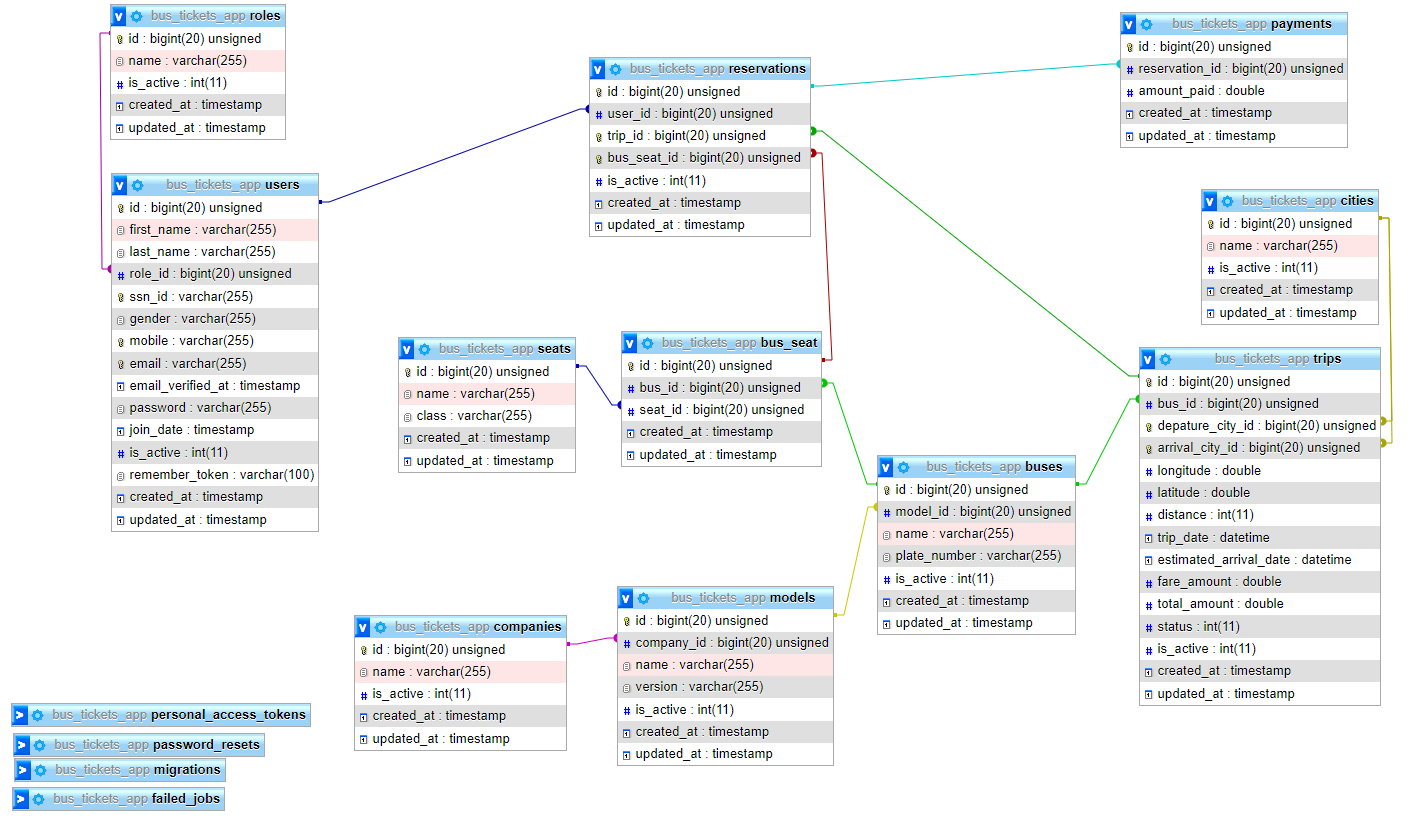 bus_tickets_app roles
id : bigint(20) unsigned
name : varchar(255)
is_active : int(11)
created_at : timestamp
updated_at : timestamp
bus_tickets_app users
id : bigint(20) unsigned
first_name : varchar(255)
last_name : varchar(255)
role_id : bigint(20) unsigned
ssn_id : varchar(255)
gender : varchar(255)
mobile : varchar(255)
email : varchar(255)
email_verified_at : timestamp
password : varchar(255)
join_date : timestamp
is_active : int(11)
remember_token : varchar(100)
created_at : timestamp
updated_at : timestamp
bus_tickets_app reservations
id : bigint(20) unsigned
user_id : bigint(20) unsigned
trip_id : bigint(20) unsigned
bus_seat_id : bigint(20) unsigned
is_active : int(11)
created_at : timestamp
updated_at : timestamp
bus_tickets_app payments
id : bigint(20) unsigned
reservation_id : bigint(20) unsigned
amount_paid : double
created_at : timestamp
updated_at : timestamp
bus_tickets_app cities
id : bigint(20) unsigned
name : varchar(255)
is_active : int(11)
created_at : timestamp
updated_at : timestamp
bus_tickets_app seats
id : bigint(20) unsigned
name : varchar(255)
class : varchar(255)
created_at : timestamp
updated_at : timestamp
bus_tickets_app bus_seat
id : bigint(20) unsigned
bus_id : bigint(20) unsigned
seat_id : bigint(20) unsigned
created_at : timestamp
updated_at : timestamp
bus_tickets_app trips
id : bigint(20) unsigned
bus_id : bigint(20) unsigned
depature_city_id : bigint(20) unsigned
arrival_city_id : bigint(20) unsigned
longitude : double
latitude : double
distance : int(11)
trip_date : datetime
estimated_arrival_date : datetime
fare_amount : double
total_amount : double
status : int(11)
is_active : int(11)
created_at : timestamp
updated_at : timestamp
bus_tickets_app buses
id : bigint(20) unsigned
model_id : bigint(20) unsigned
name : varchar(255)
plate_number : varchar(255)
is_active : int(11)
created_at : timestamp
updated_at : timestamp
bus_tickets_app companies
id : bigint(20) unsigned
name : varchar(255)
is_active : int(11)
created_at : timestamp
updated_at : timestamp
bus_tickets_app models
id : bigint(20) unsigned
company_id : bigint(20) unsigned
name : varchar(255)
version : varchar(255)
is_active : int(11)
created_at : timestamp
updated_at : timestamp
bus_tickets_app personal_access_tokens
bus_tickets_app password_resets
bus_tickets_app migrations
bus_tickets_app failed_jobs